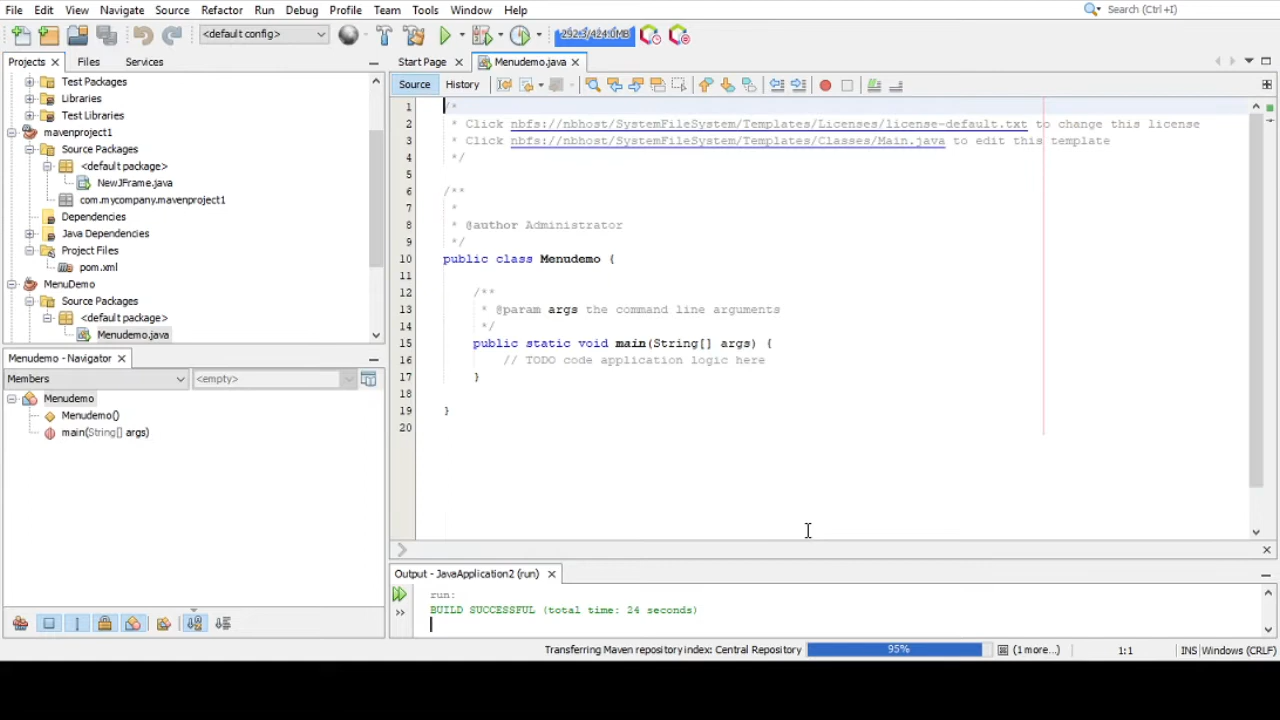 File Edit View Navigate Source Refactor Run Debug Profile Team Tools Window Help Search (Ctrl+I)
<default config> 292.3/424.0MB
Projects Files Services
Test Packages
Libraries
Test Libraries
mavenproject1
Source Packages
<default package>
NewJFrame.java
com.mycompany.mavenproject1
Dependencies
Java Dependencies
Project Files
pom.xml
MenuDemo
Source Packages
<default package>
Menudemo.java
Menudemo - Navigator
Members <empty>
Menudemo
Menudemo()
main(String[] args)
Start Page Menudemo.java
Source History
1 /*
2 * Click nbfs://nbhost/SystemFileSystem/Templates/Licenses/license-default.txt to change this license
3 * Click nbfs://nbhost/SystemFileSystem/Templates/Classes/Main.java to edit this template
4 */
5
6 /**
7 *
8 * @author Administrator
9 */
10 public class Menudemo {
11
12 /**
13 * @param args the command line arguments
14 */
15 public static void main(String[] args) {
16 // TODO code application logic here
17 }
18
19 }
20
Output - JavaApplication2 (run)
run:
BUILD SUCCESSFUL (total time: 24 seconds)
Transferring Maven repository index: Central Repository 95% (1 more...) 1:1 INS Windows (CRLF)